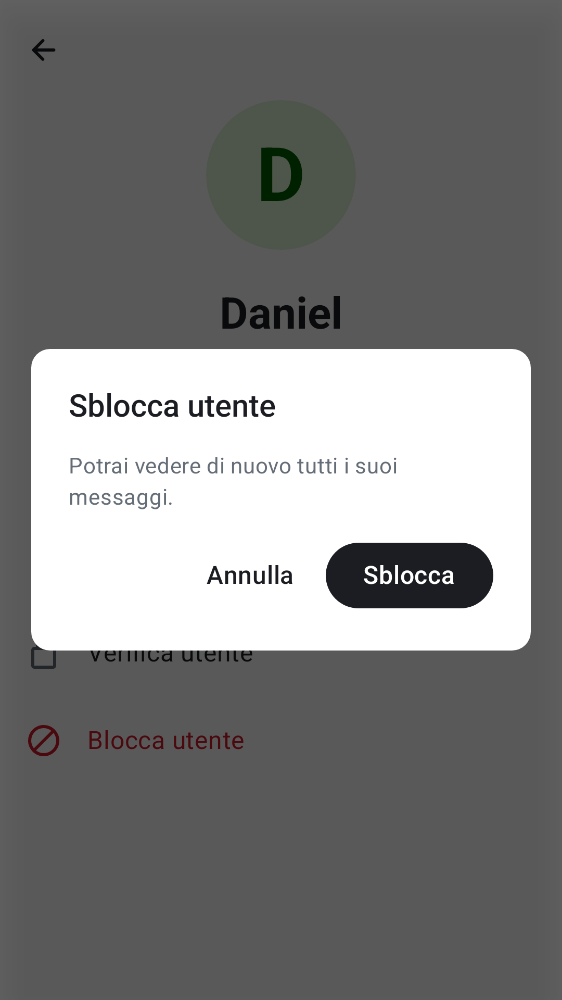 D
Daniel
Sblocca utente
Potrai vedere di nuovo tutti i suoi
messaggi.
Annulla
Sblocca
Verifica utente
Blocca utente